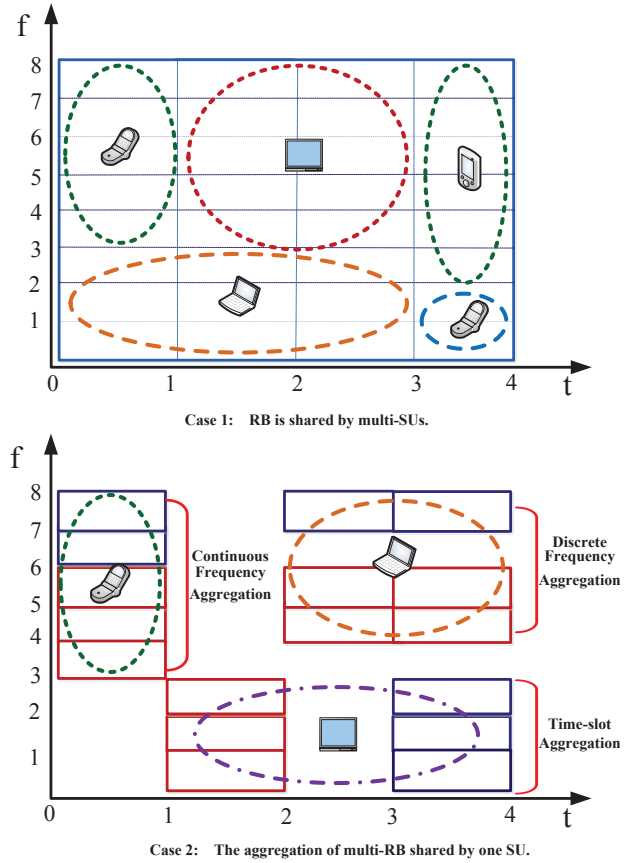 f
8
7
6
5
4
3
2
1
0 1 2 3 4 t
Case 1: RB is shared by multi-SUs.
f
8
7
6
5
4
3
2
1
Continuous
Frequency
Aggregation
Discrete
Frequency
Aggregation
Time-slot
Aggregation
0 1 2 3 4 t
Case 2: The aggregation of multi-RB shared by one SU.